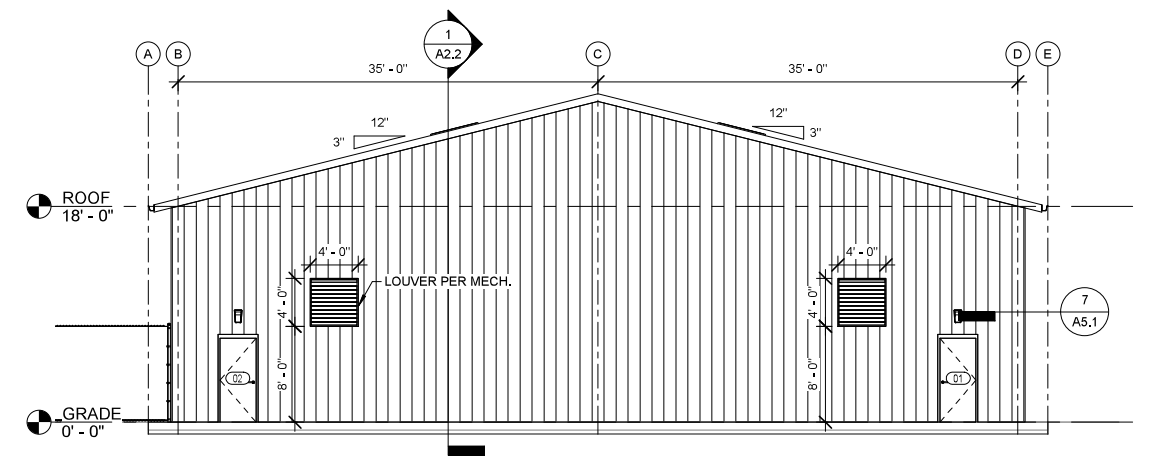 1
A2.2
A
B
C
D
E
35' - 0"
35' - 0"
12"
3"
12"
3"
ROOF
18' - 0"
4' - 0"
4' - 0"
LOUVER PER MECH.
4' - 0"
4' - 0"
7
A5.1
8' - 0"
8' - 0"
02
01
GRADE
0' - 0"